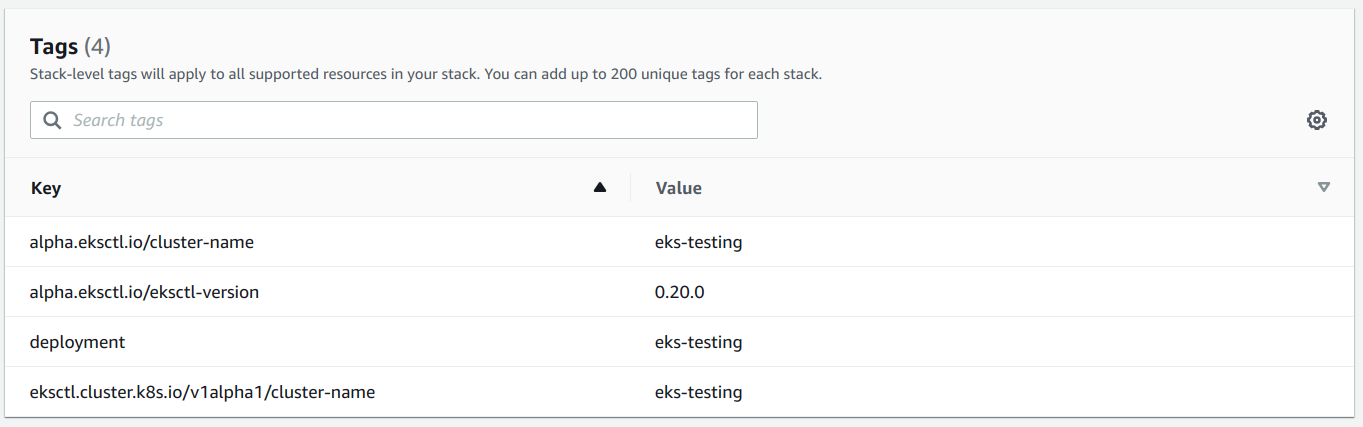 Tags (4)
Stack-level tags will apply to all supported resources in your stack. You can add up to 200 unique tags for each stack.
Search tags
Key Value
alpha.eksctl.io/cluster-name eks-testing
alpha.eksctl.io/eksctl-version 0.20.0
deployment eks-testing
eksctl.cluster.k8s.io/v1alpha1/cluster-name eks-testing